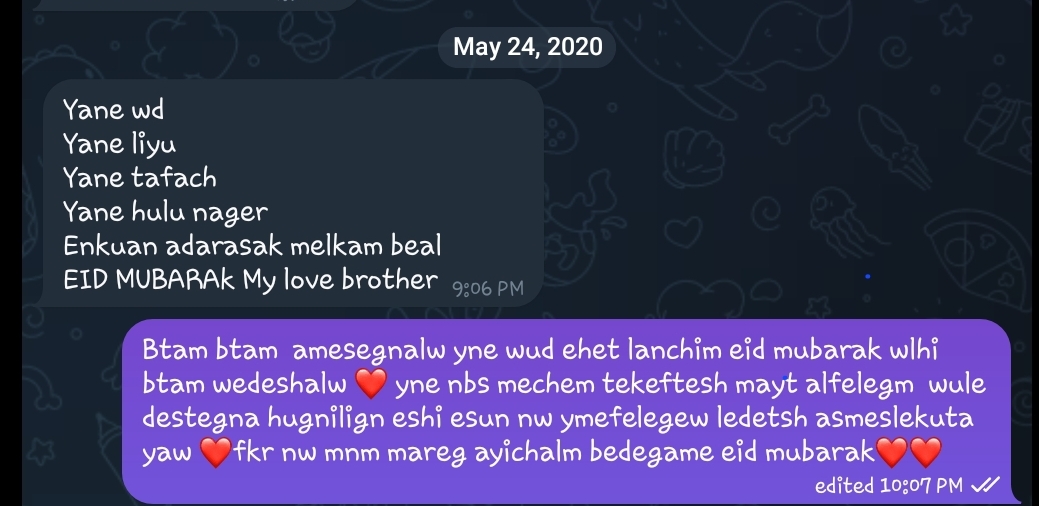 May 24, 2020
Yane wd
Yane liyu
Yane tafach
Yane hulu nager
Enkuan adarasak melkam beal
EID MUBARAk My love brother 9:06 PM
Btam btam amesegnalw yne wud ehet lanchim eid mubarak wlhi
btam wedeshalw ❤️ yne nbs mechem tekeftesh mayt alfelegm wule
destegna hugnilign eshi esun nw ymefelegew ledetsh asmeslekuta
yaw ❤️fkr nw mnm mareg ayichalm bedegame eid mubarak❤️❤️
edited 10:07 PM